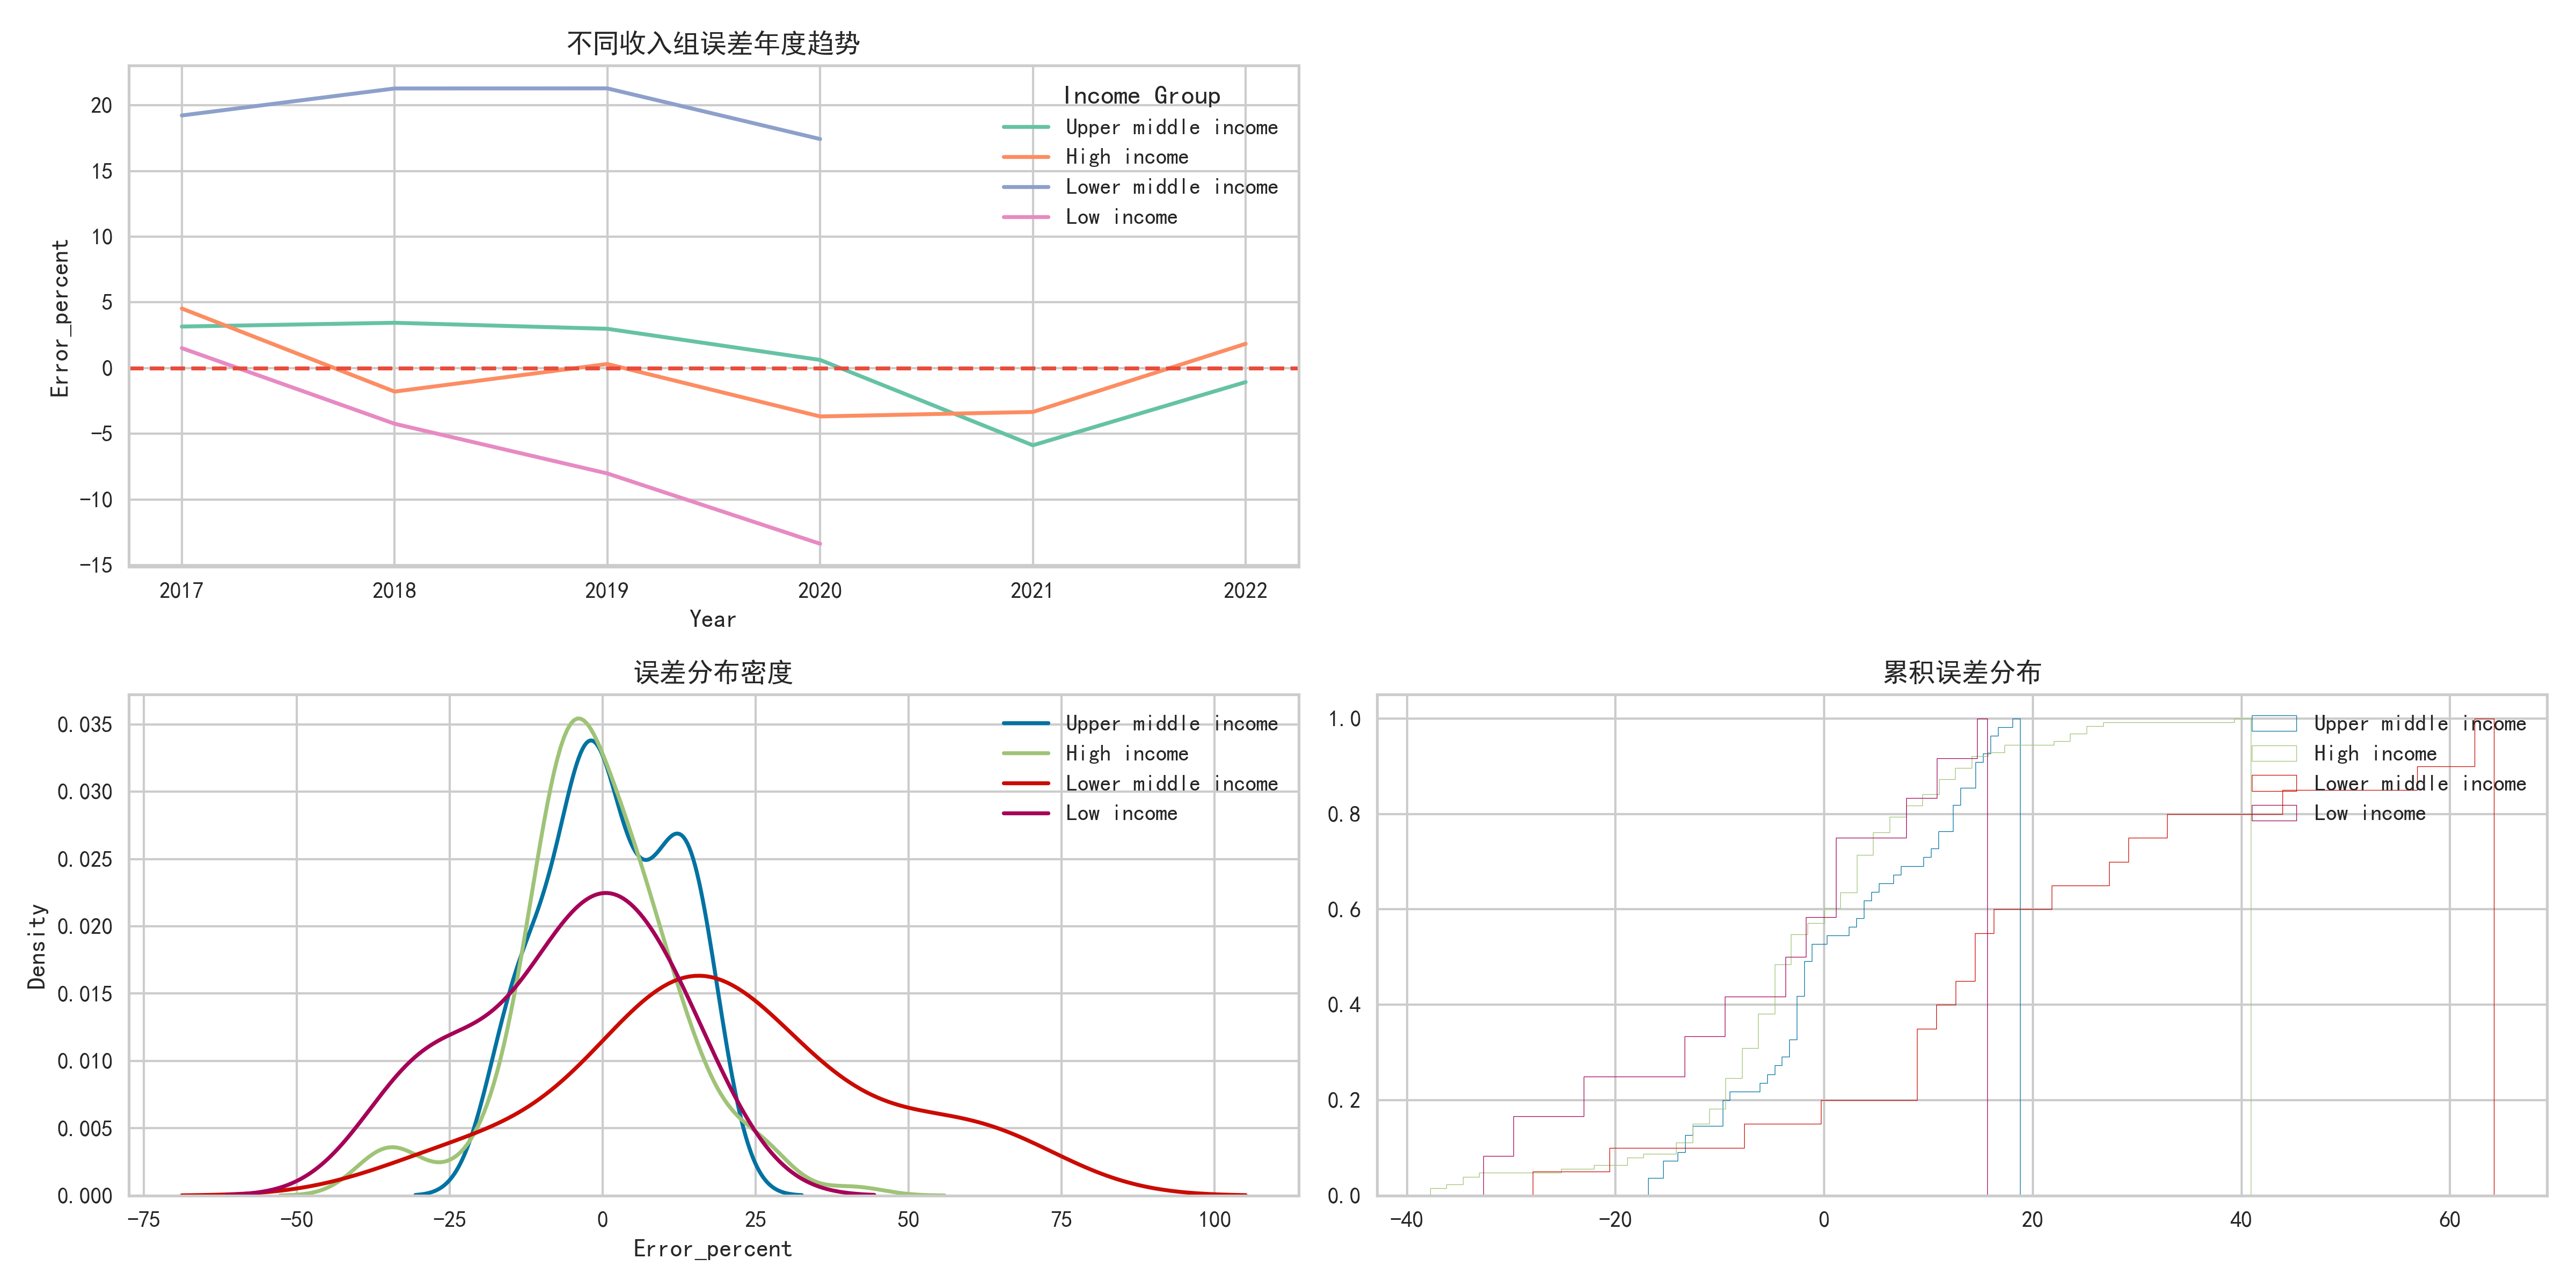 不同收入组误差年度趋势
Error_percent
20
15
10
5
0
−5
−10
−15
Income Group
Upper middle income
High income
Lower middle income
Low income
2017 2018 2019 2020 2021 2022
Year
误差分布密度
Density
0.035
0.030
0.025
0.020
0.015
0.010
0.005
0.000
Upper middle income
High income
Lower middle income
Low income
−75 −50 −25 0 25 50 75 100
Error_percent
累积误差分布
1.0
0.8
0.6
0.4
0.2
0.0
Upper middle income
High income
Lower middle income
Low income
−40 −20 0 20 40 60